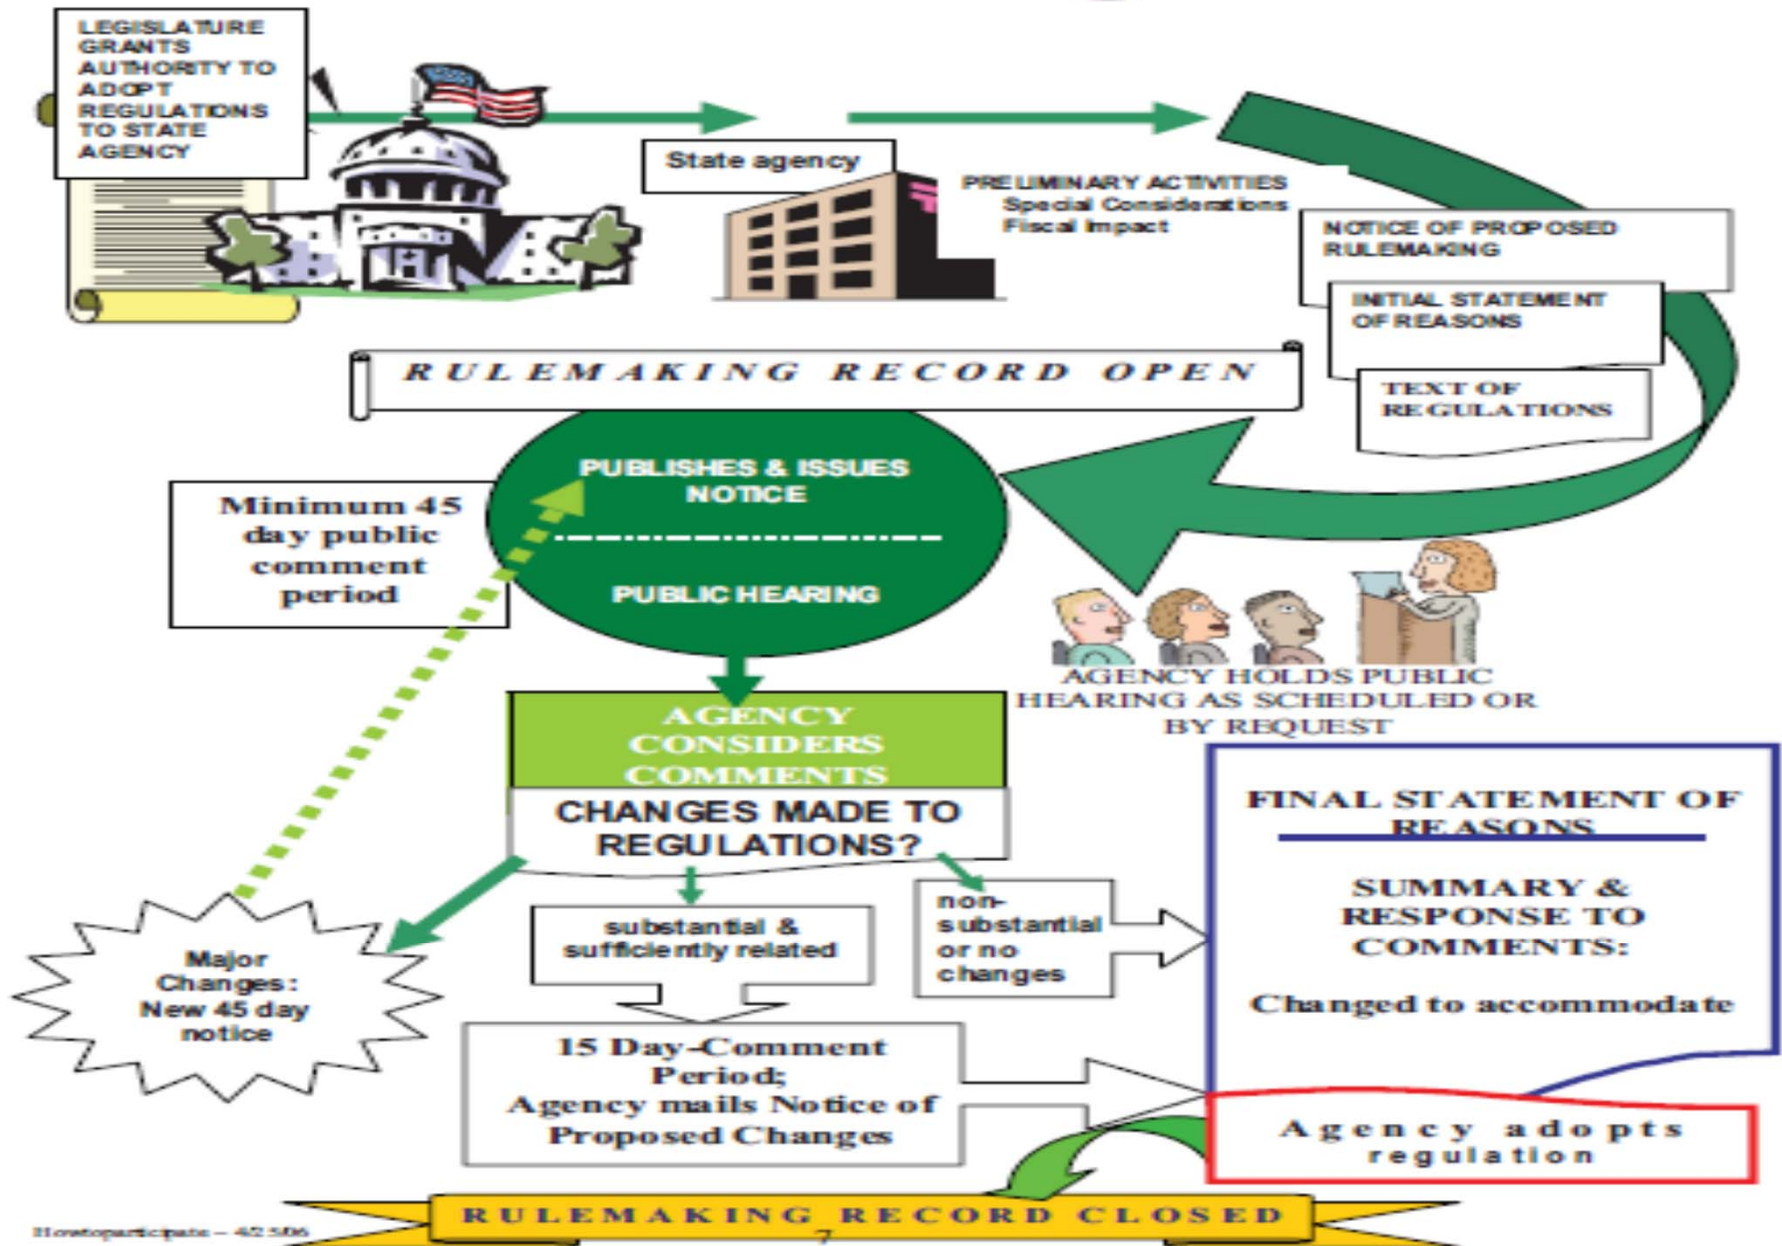 LEGISLATURE
GRANTS
AUTHORITY TO
ADOPT
REGULATIONS
TO STATE
AGENCY
State agency
PRELIMINARY ACTIVITIES
Special Considerations
Fiscal Impact
NOTICE OF PROPOSED
RULEMAKING
INITIAL STATEMENT
OF REASONS
TEXT OF
REGULATIONS
RULEMAKING RECORD OPEN
PUBLISHES & ISSUES
NOTICE
PUBLIC HEARING
Minimum 45
day public
comment
period
AGENCY HOLDS PUBLIC
HEARING AS SCHEDULED OR
BY REQUEST
AGENCY
CONSIDERS
COMMENTS
CHANGES MADE TO
REGULATIONS?
Major
Changes:
New 45 day
notice
substantial &
sufficiently related
non-
substantial
or no
changes
15 Day-Comment
Period;
Agency mails Notice of
Proposed Changes
FINAL STATEMENT OF
REASONS
SUMMARY &
RESPONSE TO
COMMENTS:
Changed to accommodate
Agency adopts
regulation
RULEMAKING RECORD CLOSED
Howtoparticipate –
7